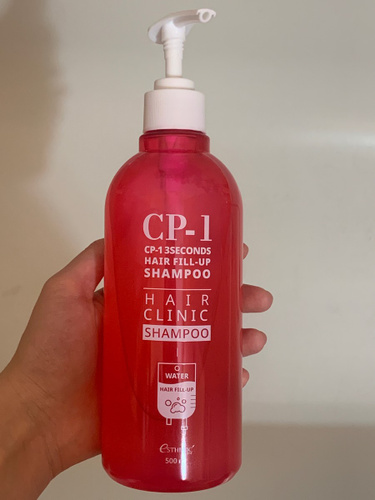 CP-1
CP-1 3SECONDS
HAIR FILL-UP
SHAMPOO
HAIR
CLINIC
SHAMPOO
WATER
HAIR FILL-UP
500